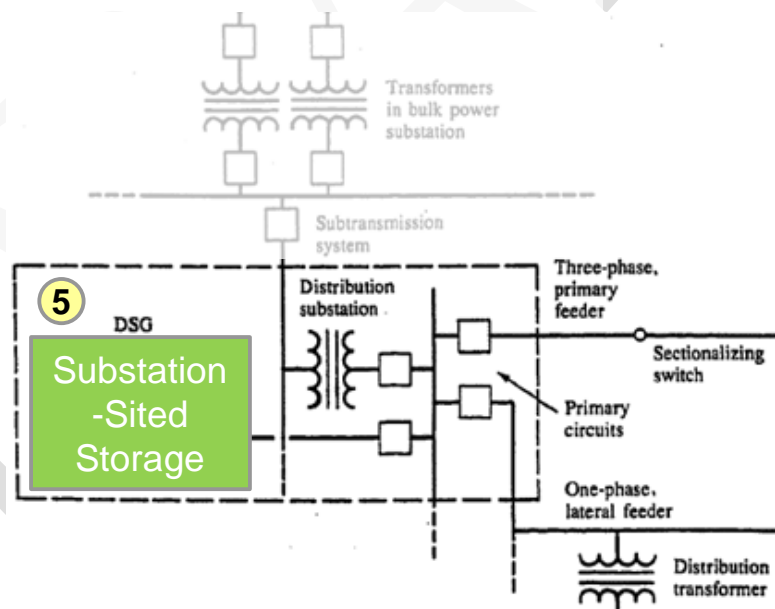 Transformers
in bulk power
substation
Subtransmission
system
Three-phase,
primary
feeder
5
Distribution
substation
DSG
Substation
-Sited
Storage
Sectionalizing
switch
Primary
circuits
One-phase,
lateral feeder
Distribution
transformer